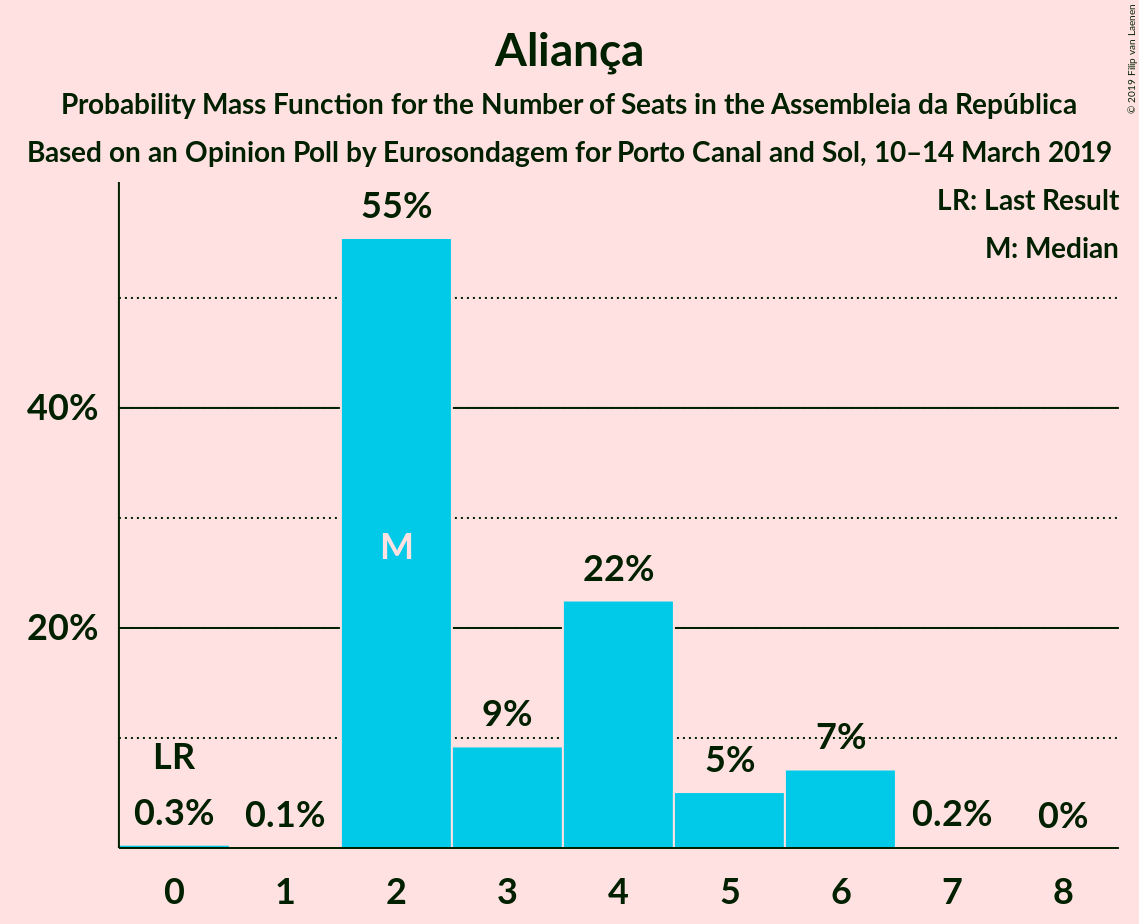 Aliança
Probability Mass Function for the Number of Seats in the Assembleia da República
Based on an Opinion Poll by Eurosondagem for Porto Canal and Sol, 10–14 March 2019
© 2019 Filip van Laenen
LR: Last Result
M: Median
55%
40%
M
22%
20%
9%
7%
LR
5%
0.3%
0.1%
0.2%
0%
0 1 2 3 4 5 6 7 8